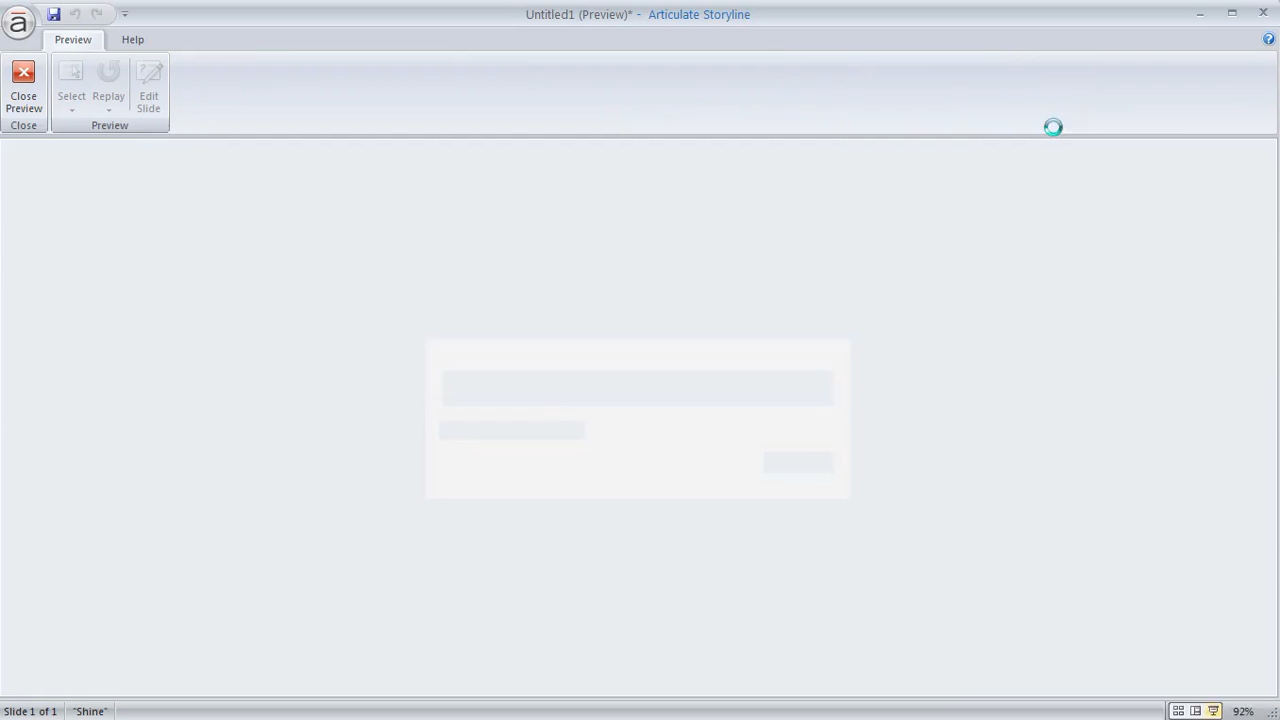 Untitled1 (Preview)* - Articulate Storyline
Preview Help
Close Preview
Select
Replay
Edit Slide
Close
Preview
Slide 1 of 1 "Shine" 92%